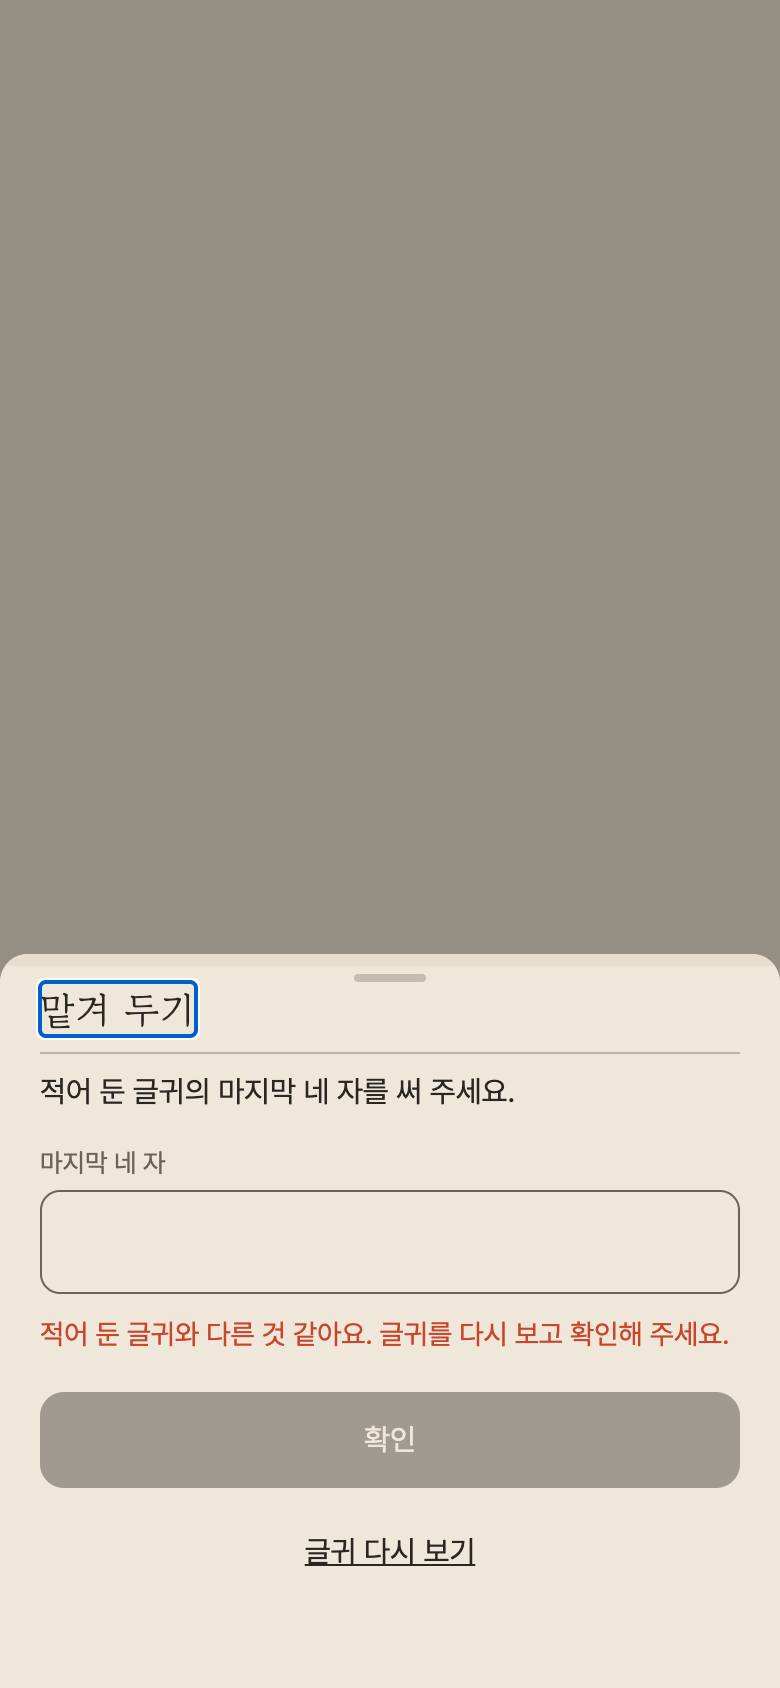 맡겨 두기
적어 둔 글귀의 마지막 네 자를 써 주세요.
마지막 네 자
적어 둔 글귀와 다른 것 같아요. 글귀를 다시 보고 확인해 주세요.
확인
글귀 다시 보기